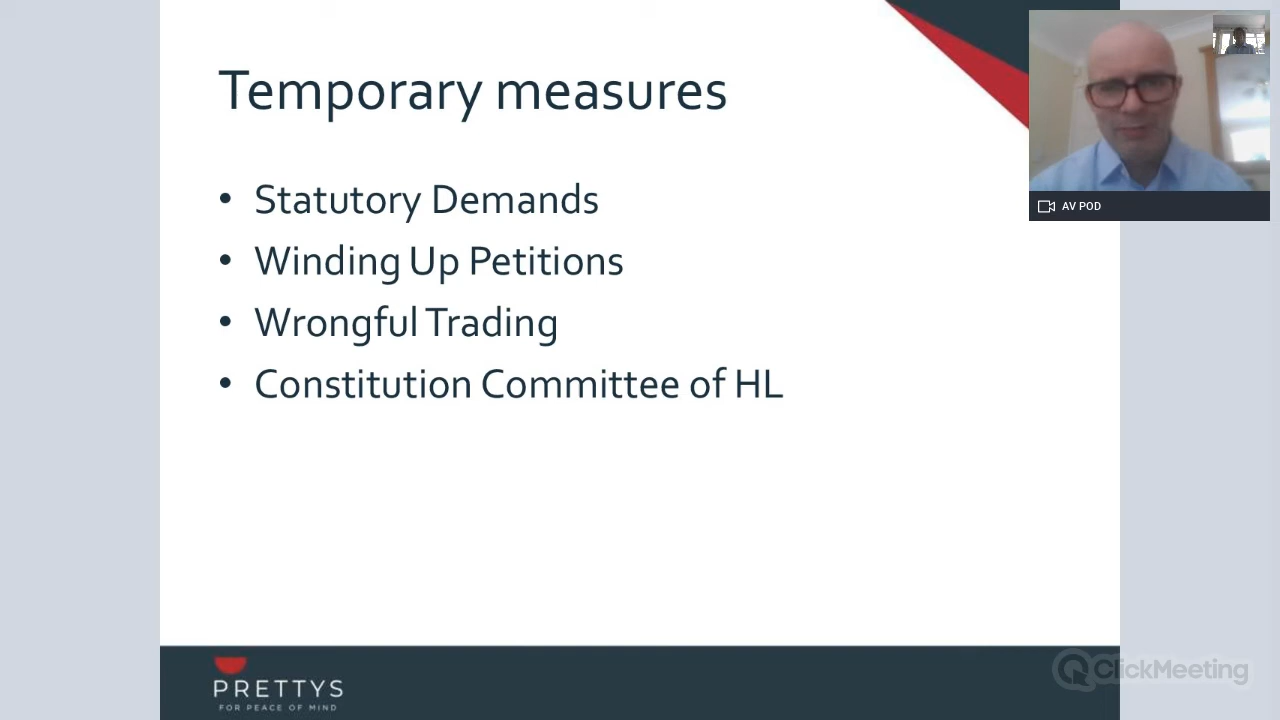 Temporary measures
• Statutory Demands
• Winding Up Petitions
• Wrongful Trading
• Constitution Committee of HL
AV POD
PRETTYS
FOR PEACE OF MIND
ClickMeeting